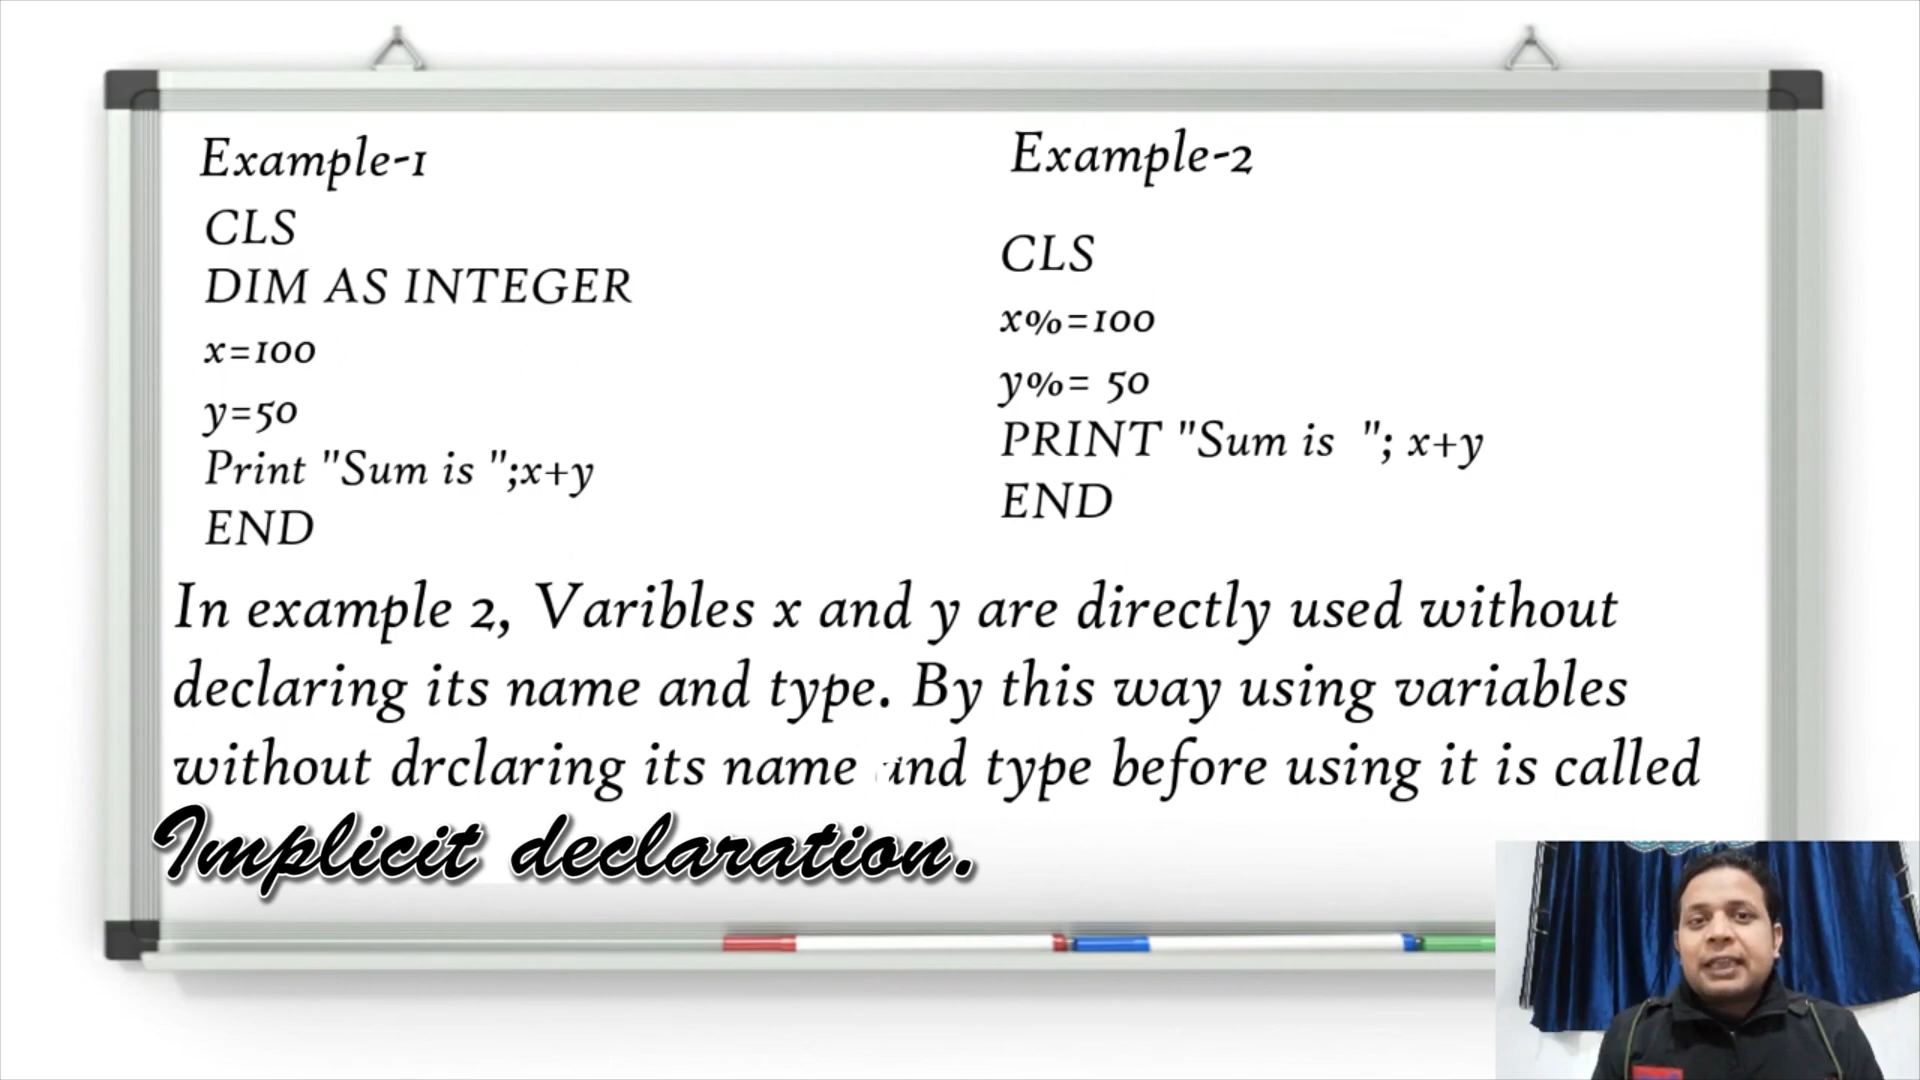 Example-1
CLS
DIM AS INTEGER
x=100
y=50
Print "Sum is ";x+y
END
Example-2
CLS
x%=100
y%= 50
PRINT "Sum is  "; x+y
END
In example 2, Varibles x and y are directly used without
declaring its name and type. By this way using variables
without drclaring its name and type before using it is called
Implicit declaration.